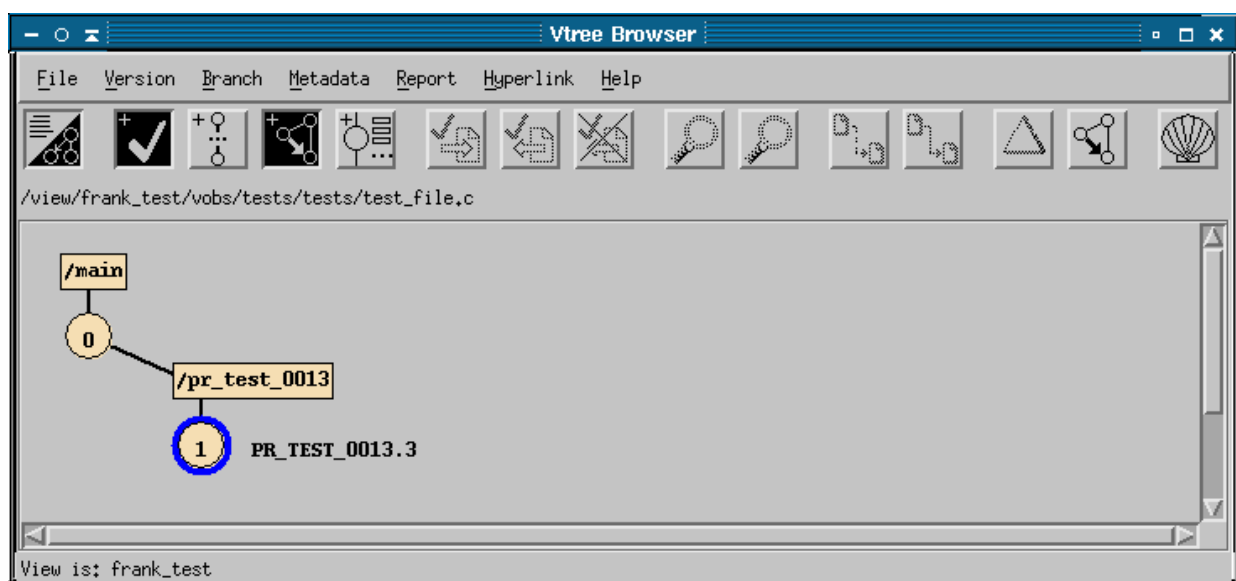 Vtree Browser
File Version Branch Metadata Report Hyperlink Help
/view/frank_test/vobs/tests/tests/test_file.c
/main
0
/pr_test_0013
1 PR_TEST_0013.3
View is: frank_test